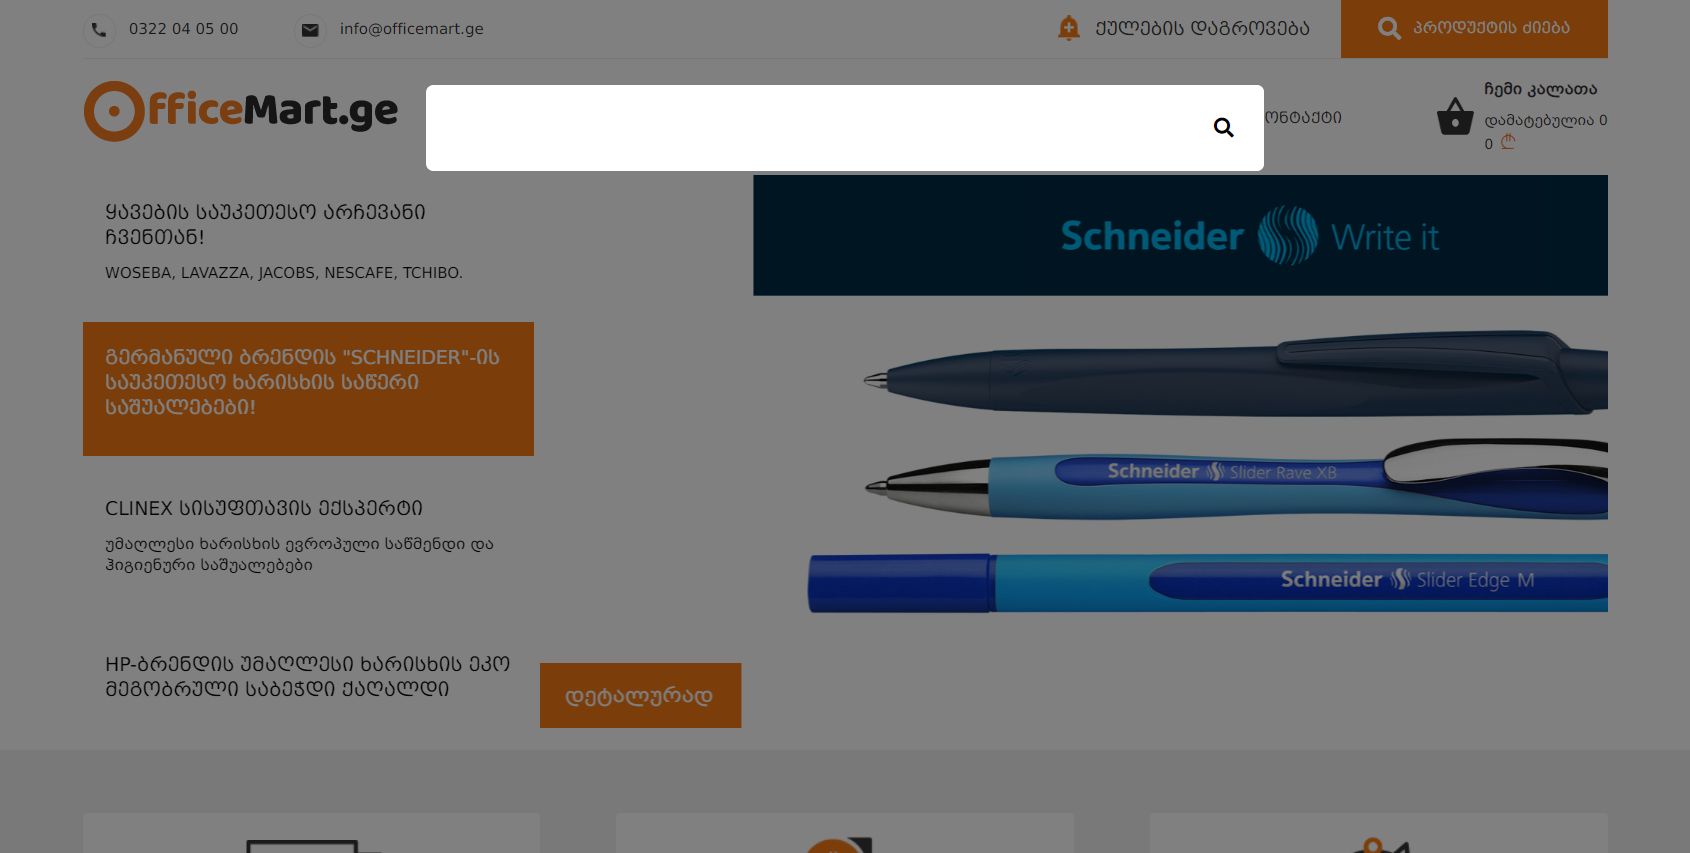 0322 04 05 00
info@officemart.ge
ქულების დაგროვება
პროდუქტის ძიება
OfficeMart.ge
ჩემი კალათა
დამატებულია 0
0 ₾
ყავების საუკეთესო არჩევანი
ჩვენთან!
WOSEBA, LAVAZZA, JACOBS, NESCAFE, TCHIBO.
გერმანული ბრენდის "SCHNEIDER"-ის
საუკეთესო ხარისხის საწერი
საშუალებები!
CLINEX სისუფთავის ექსპერტი
უმაღლესი ხარისხის ევროპული საწმენდი და
ჰიგიენური საშუალებები
HP-ბრენდის უმაღლესი ხარისხის ეკო
მეგობრული საბეჭდი ქაღალდი
დეტალურად
Schneider Write it
Schneider Slider Rave XB
Schneider Slider Edge M